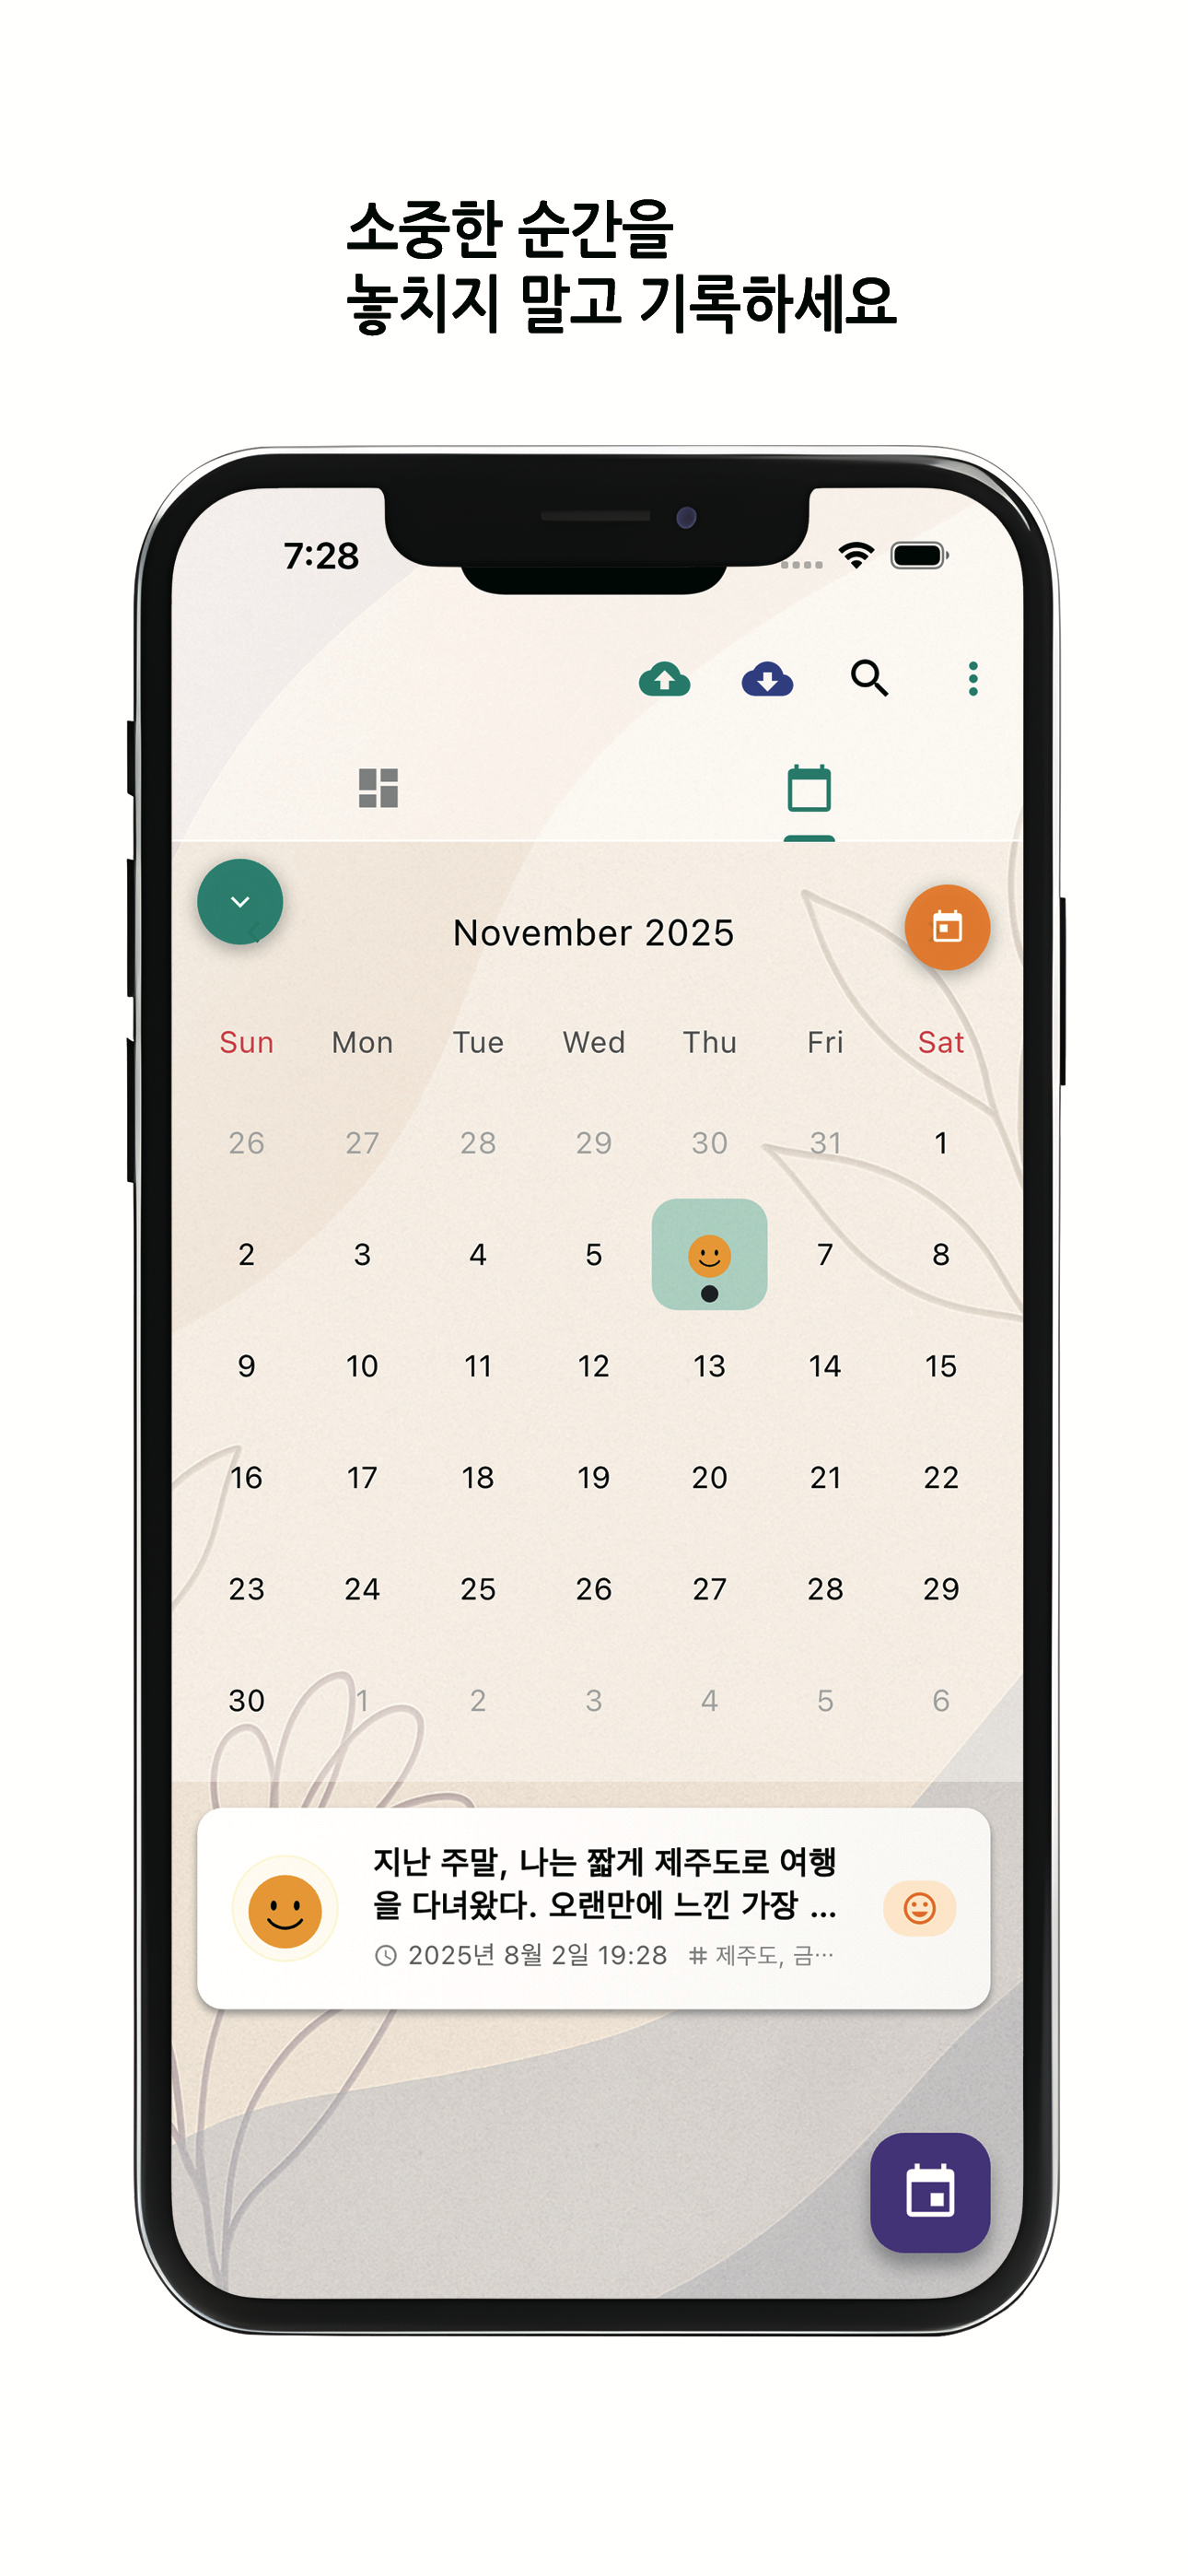 소중한 순간을
놓치지 말고 기록하세요
7:28
November 2025
Sun Mon Tue Wed Thu Fri Sat
26 27 28 29 30 31 1
2 3 4 5 7 8
9 10 11 12 13 14 15
16 17 18 19 20 21 22
23 24 25 26 27 28 29
30 1 2 3 4 5 6
지난 주말, 나는 짧게 제주도로 여행
을 다녀왔다. 오랜만에 느낀 가장 ...
2025년 8월 2일 19:28 # 제주도, 금...